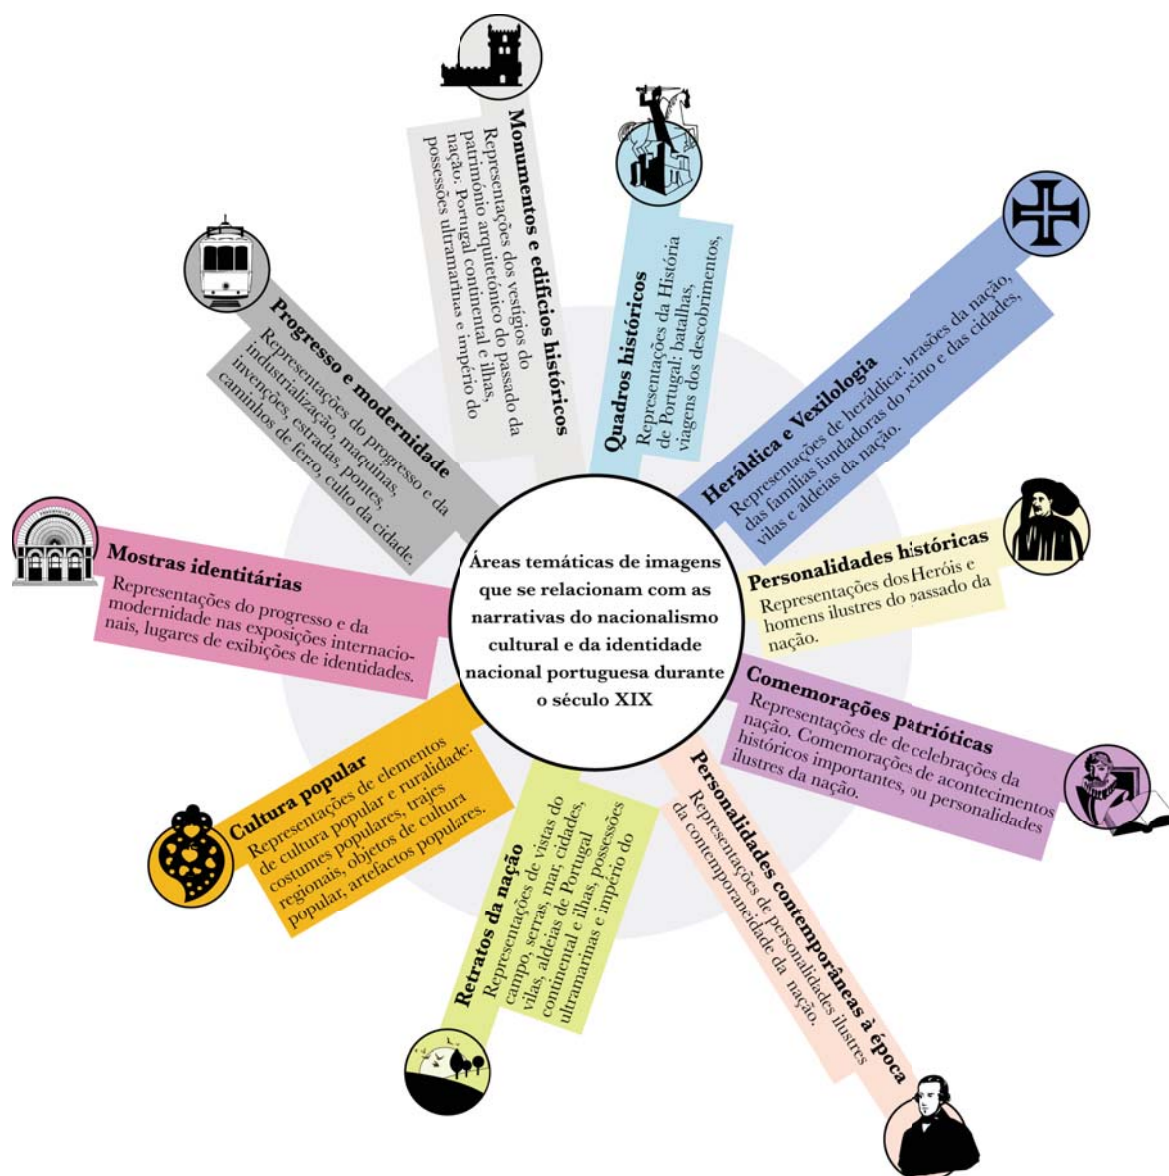 Áreas temáticas de imagens
que se relacionam com as
narrativas do nacionalismo
cultural e da identidade
nacional portuguesa durante
o século XIX
Monumentos e edifícios históricos
Representações dos vestígios do
património arquitetónico do passado da
nação: Portugal continental e ilhas,
possessões ultramarinas e império do
Quadros históricos
Representações da História
de Portugal: batalhas,
viagens dos descobrimentos,
Heráldica e Vexilologia
Representações de heráldica: brasões da nação,
das famílias fundadoras do reino e das cidades,
vilas e aldeias da nação.
Personalidades históricas
Representações dos Heróis e
homens ilustres do passado da
nação.
Comemorações patrióticas
Representações de de celebrações da
nação. Comemorações de acontecimentos
históricos importantes, ou personalidades
ilustres da nação.
Personalidades contemporâneas à época
Representações de personalidades ilustres
da contemporaneidade da nação.
Retratos da nação
Representações de vistas do
campo, serras, mar, cidades,
vilas, aldeias de Portugal
continental e ilhas, possessões
ultramarinas e império do
Cultura popular
Representações de elementos
de cultura popular e ruralidade:
costumes populares, trajes
regionais, objetos de cultura
popular, artefactos populares.
Mostras identitárias
Representações do progresso e da
modernidade nas exposições internacio-
nais, lugares de exibições de identidades.
Progresso e modernidade
Representações do progresso e da
industrialização, maquinas,
invenções, estradas, pontes,
caminhos de ferro, culto da cidade.